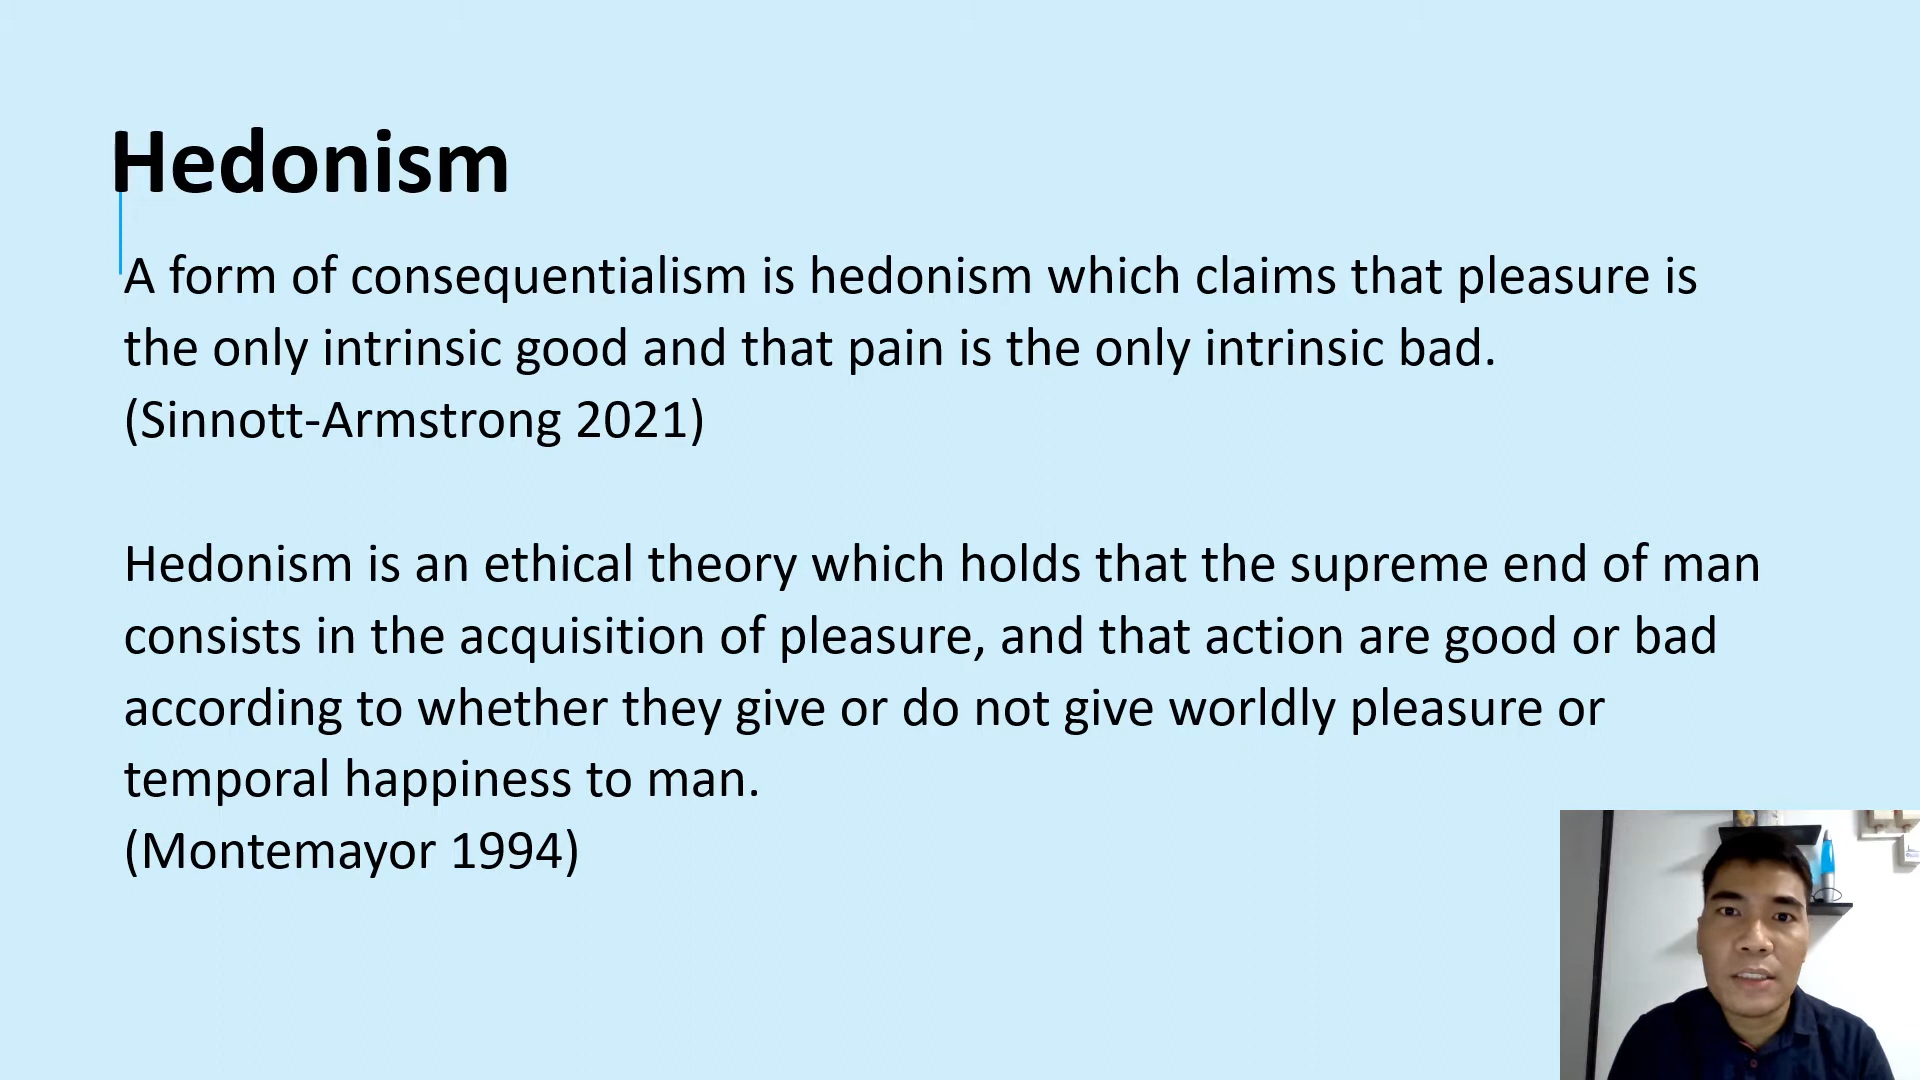 Hedonism
A form of consequentialism is hedonism which claims that pleasure is
the only intrinsic good and that pain is the only intrinsic bad.
(Sinnott-Armstrong 2021)
Hedonism is an ethical theory which holds that the supreme end of man
consists in the acquisition of pleasure, and that action are good or bad
according to whether they give or do not give worldly pleasure or
temporal happiness to man.
(Montemayor 1994)